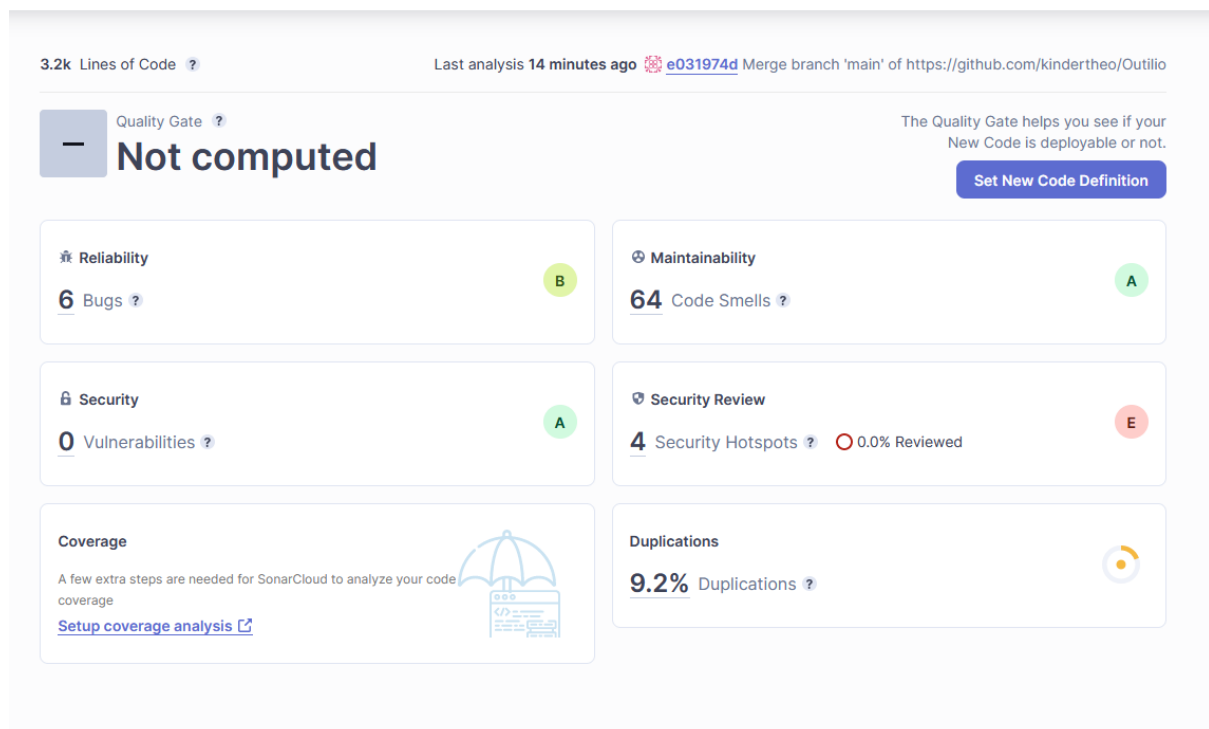 3.2k Lines of Code ?
Last analysis 14 minutes ago e031974d Merge branch 'main' of https://github.com/kindertheo/Outilio
Quality Gate ?
Not computed
The Quality Gate helps you see if your
New Code is deployable or not.
Set New Code Definition
Reliability
6 Bugs ?
B
Maintainability
64 Code Smells ?
A
Security
0 Vulnerabilities ?
A
Security Review
4 Security Hotspots ? 0.0% Reviewed
E
Coverage
A few extra steps are needed for SonarCloud to analyze your code
coverage
Setup coverage analysis
</>
Duplications
9.2% Duplications ?